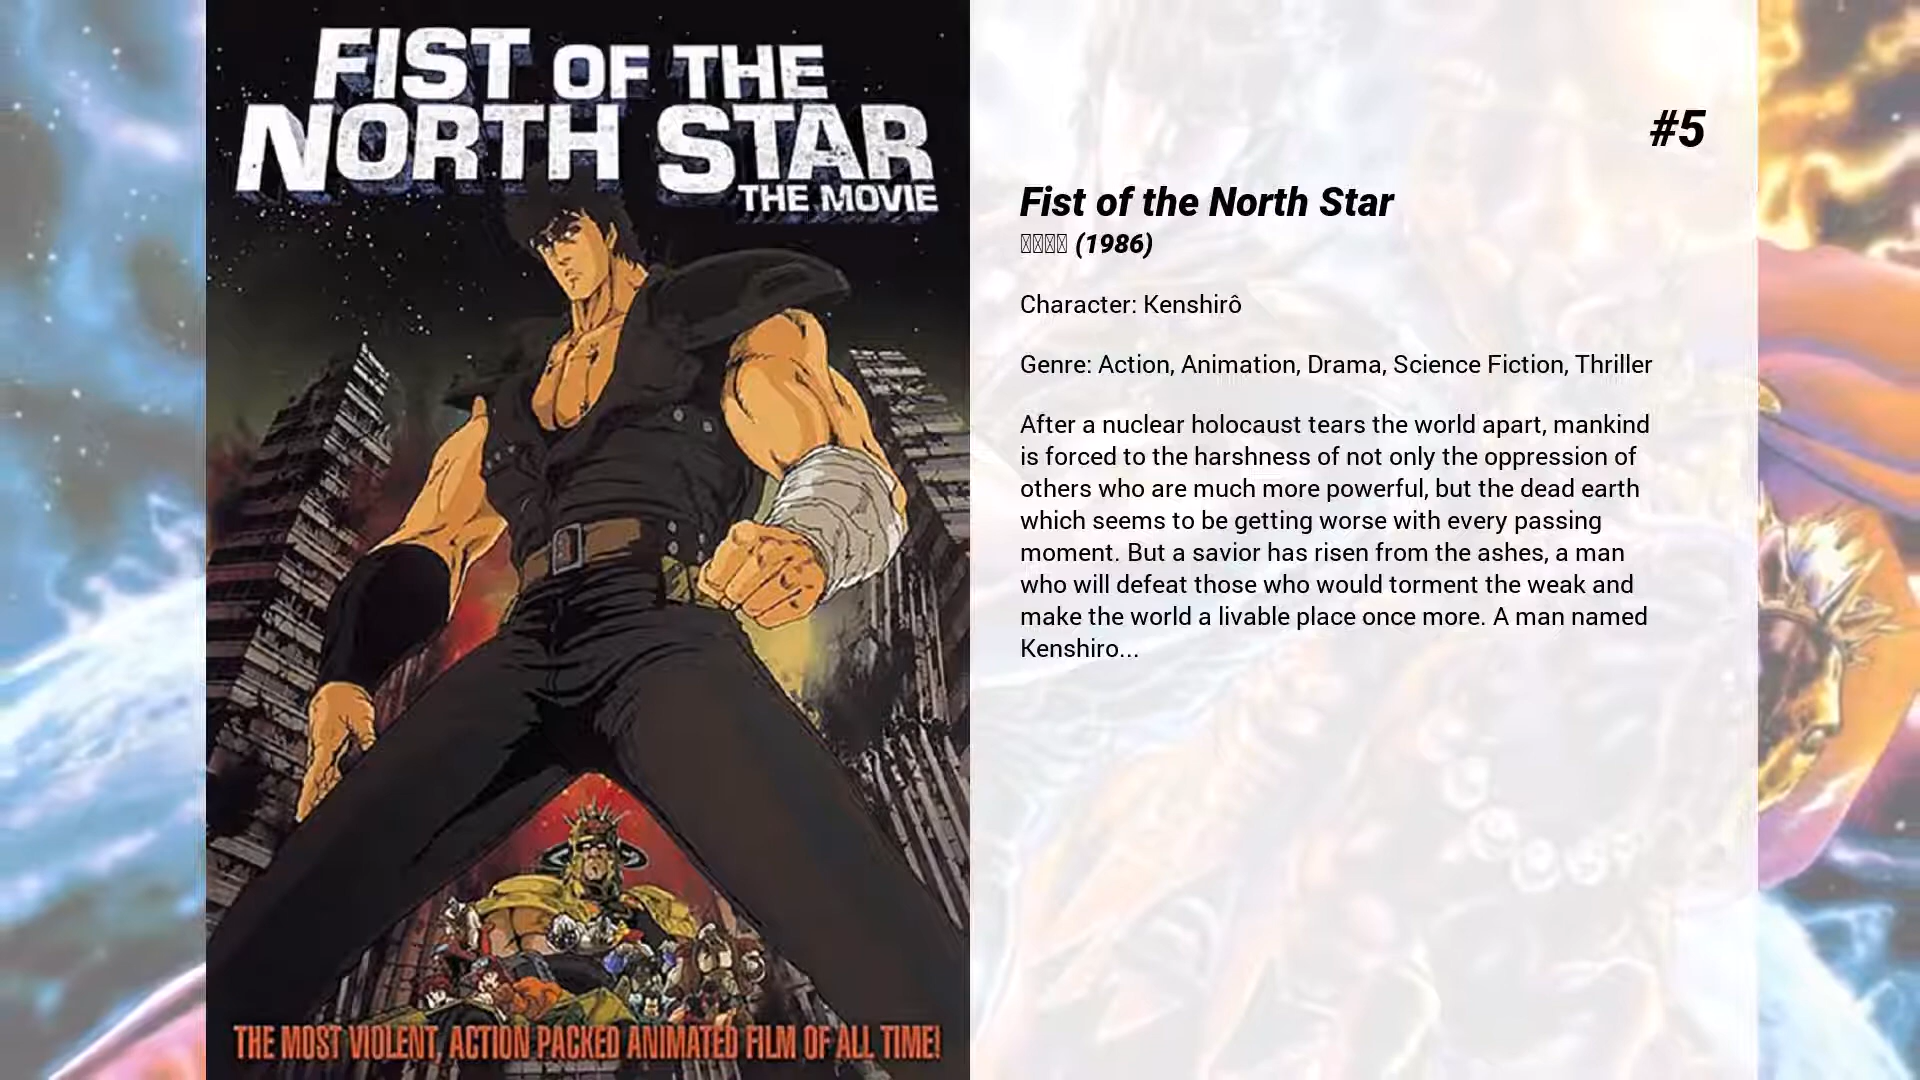 FIST OF THE
NORTH STAR
THE MOVIE
THE MOST VIOLENT, ACTION PACKED ANIMATED FILM OF ALL TIME!
#5
Fist of the North Star
(1986)
Character: Kenshirô
Genre: Action, Animation, Drama, Science Fiction, Thriller
After a nuclear holocaust tears the world apart, mankind
is forced to the harshness of not only the oppression of
others who are much more powerful, but the dead earth
which seems to be getting worse with every passing
moment. But a savior has risen from the ashes, a man
who will defeat those who would torment the weak and
make the world a livable place once more. A man named
Kenshiro...